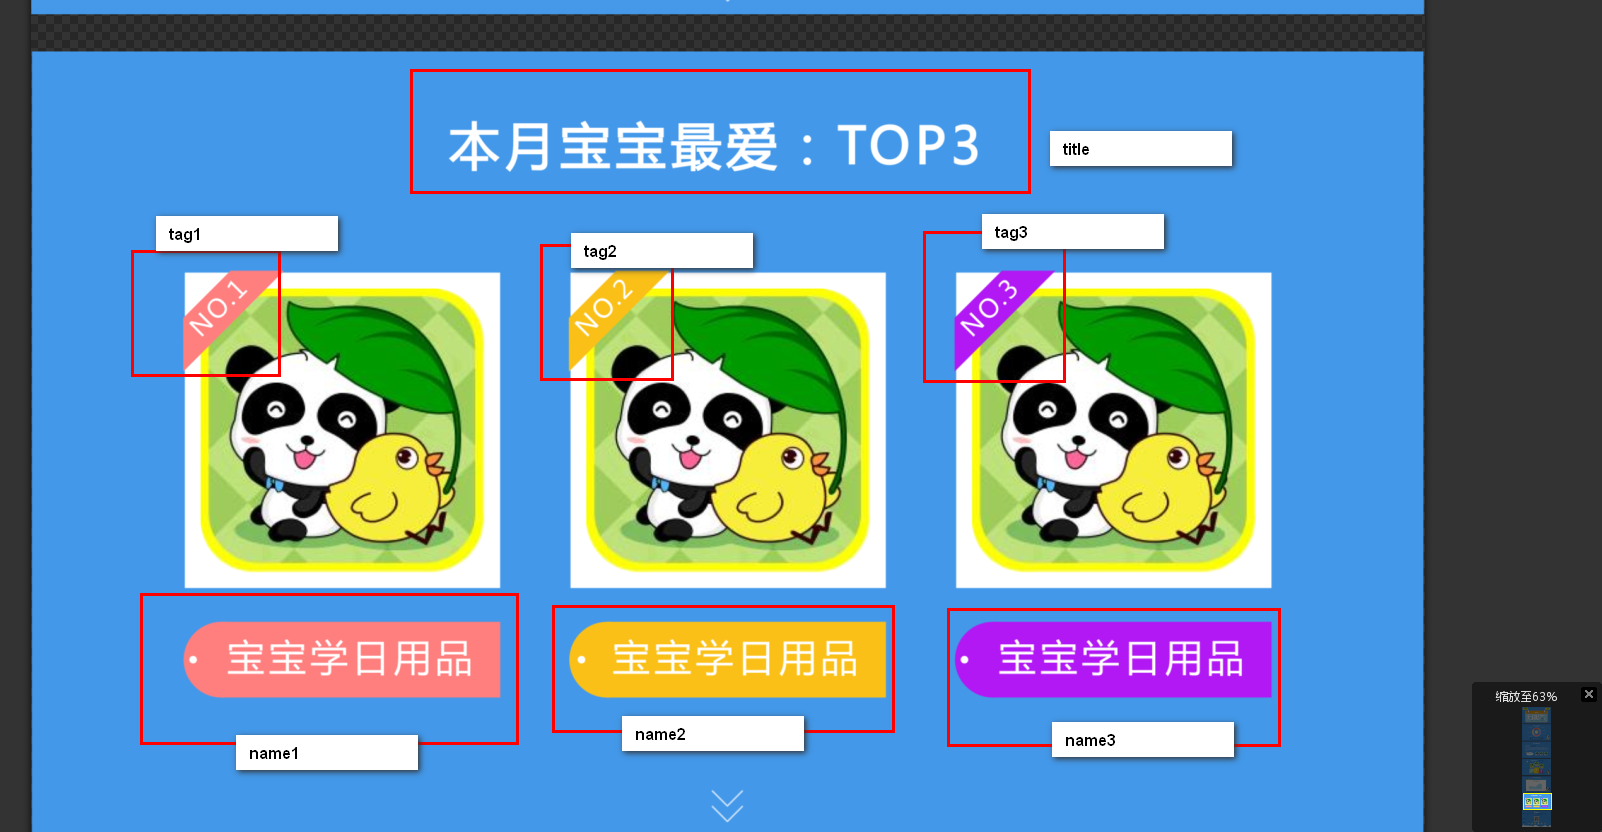 本月宝宝最爱：TOP3
title
tag1
tag2
tag3
NO.1
NO.2
NO.3
宝宝学日用品
宝宝学日用品
宝宝学日用品
name1
name2
name3
缩放至63%